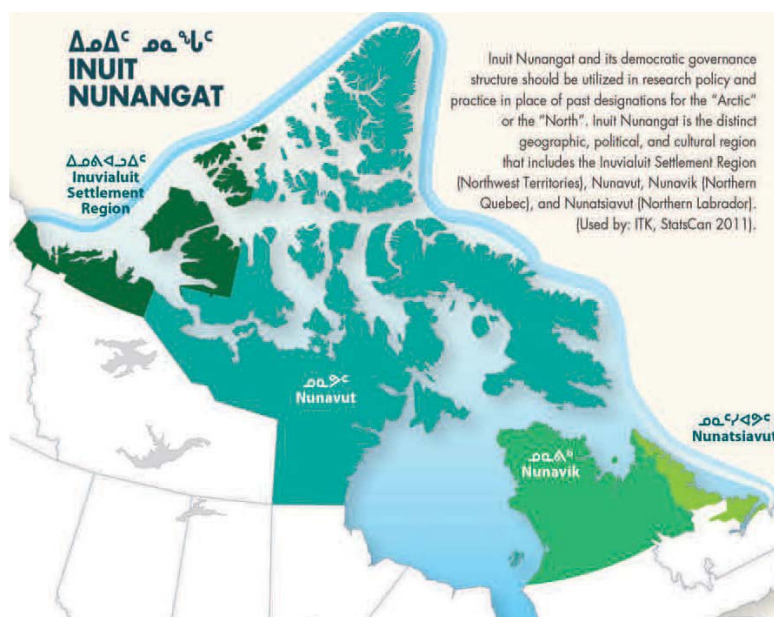 ᐃᓄᐃᑦ ᓄᓇᖓᑦ
INUIT
NUNANGAT
Inuit Nunangat and its democratic governance
structure should be utilized in research policy and
practice in place of past designations for the “Arctic”
or the “North”. Inuit Nunangat is the distinct
geographic, political, and cultural region
that includes the Inuvialuit Settlement Region
(Northwest Territories), Nunavut, Nunavik (Northern
Quebec), and Nunatsiavut (Northern Labrador).
(Used by: ITK, StatsCan 2011).
ᐃᓄᕕᐊᓗᐃᑦ
Inuvialuit
Settlement
Region
ᓄᓇᕗᑦ
Nunavut
ᓄᓇᑦᓯᐊᕗᑦ
Nunatsiavut
ᓄᓇᕕᒃ
Nunavik